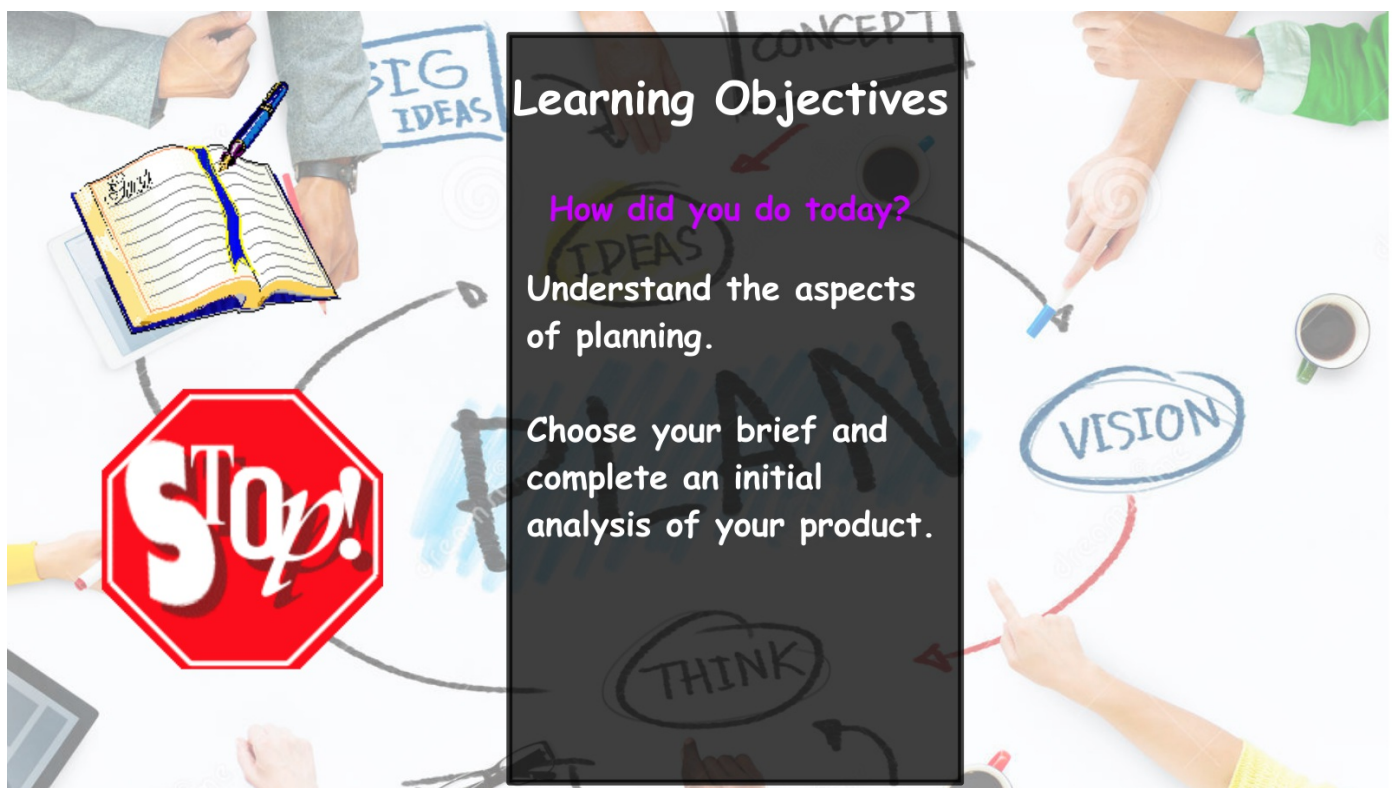 BIG
IDEAS
CONCEPT
Learning Objectives
How did you do today?
IDEAS
Understand the aspects
of planning.
PLAN
Choose your brief and
complete an initial
analysis of your product.
VISION
STOP!
THINK